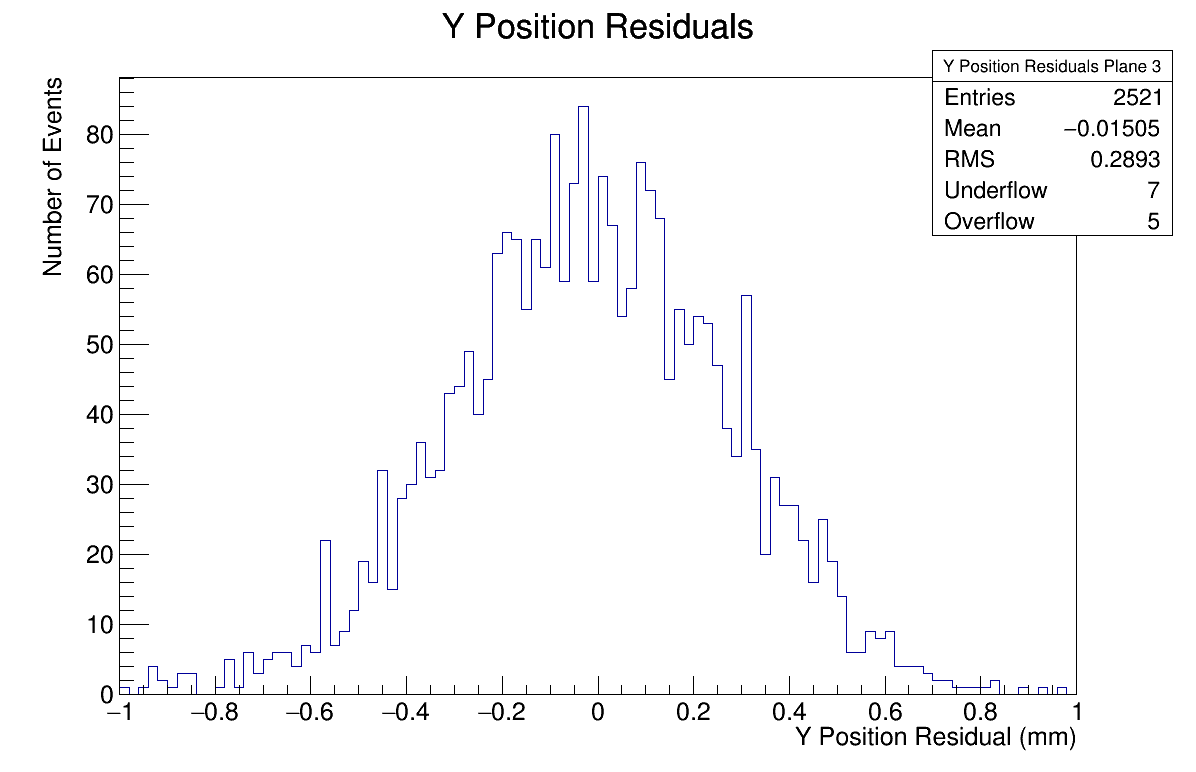 Y Position Residuals
Y Position Residuals Plane 3
Entries 2521
Mean −0.01505
RMS 0.2893
Underflow 7
Overflow 5
Number of Events
80
70
60
50
40
30
20
10
0
−1 −0.8 −0.6 −0.4 −0.2 0 0.2 0.4 0.6 0.8 1
Y Position Residual (mm)